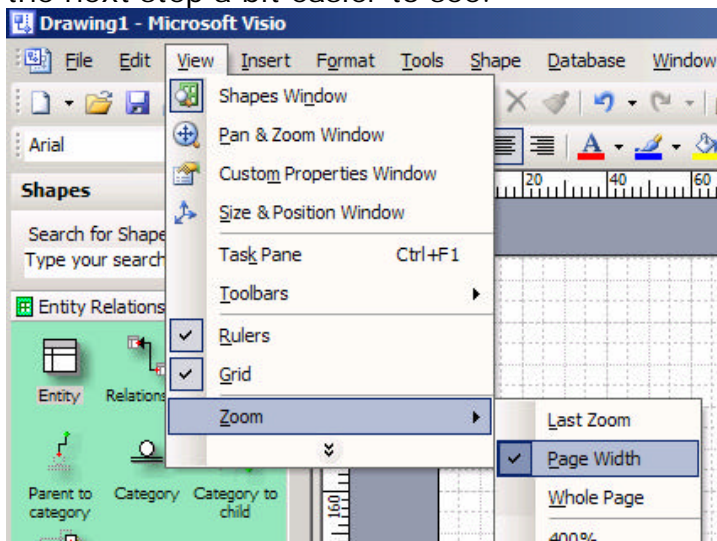 the next step a bit easier to see.
Drawing1 - Microsoft Visio
File Edit View Insert Format Tools Shape Database Window
Arial
Shapes Window
Pan & Zoom Window
Custom Properties Window
Size & Position Window
Task Pane Ctrl+F1
Toolbars
Rulers
Grid
Zoom
Last Zoom
Page Width
Whole Page
400%
Shapes
Search for Shape
Type your search
Entity Relations
Entity Relations
Parent to category
Category
Category to child
20 40 60
160